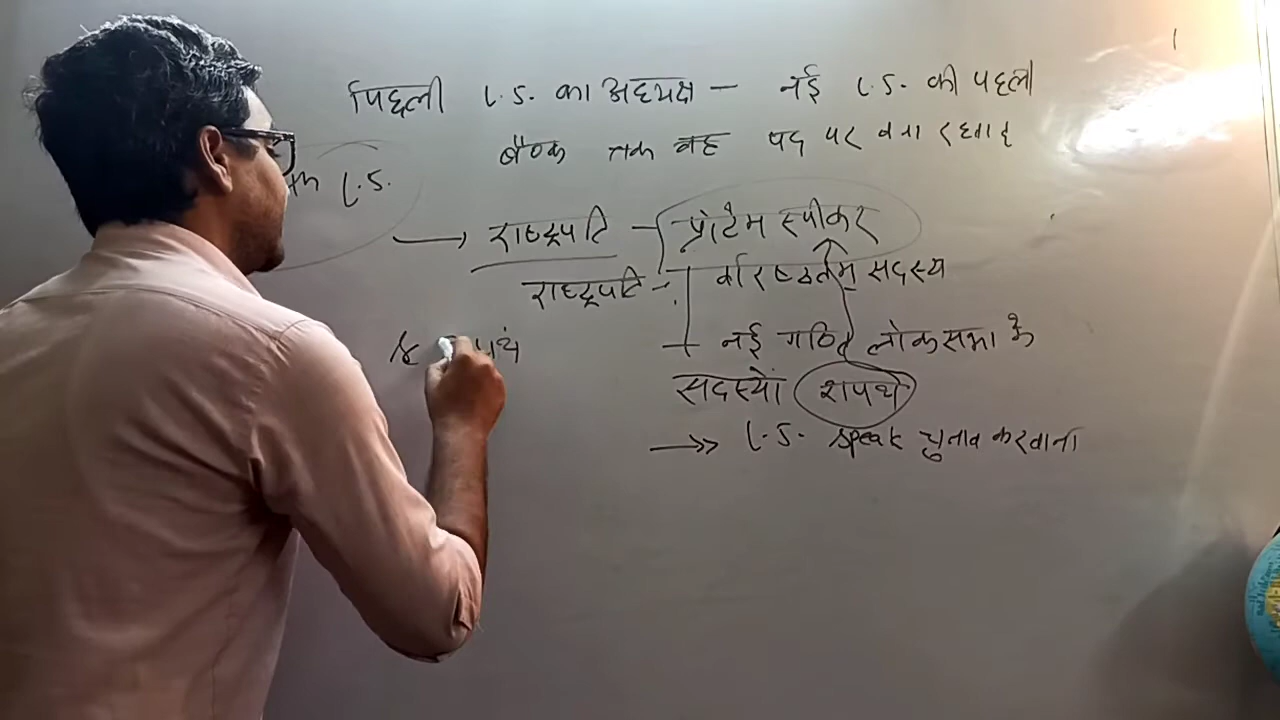 पिछली L.S. का अध्यक्ष - नई L.S. की पहली
बैठक तक वह पद पर बना रहता
L.S.
→ राष्ट्रपति - प्रोटेम स्पीकर
राष्ट्रपति - वरिष्ठतम सदस्य
नई गठित लोकसभा के
शपथ
सदस्यों शपथ
→ L.S. speak चुनाव करवाना